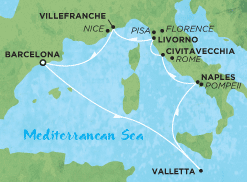 VILLEFRANCHE
NICE
PISA
FLORENCE
LIVORNO
BARCELONA
CIVITAVECCHIA
ROME
NAPLES
POMPEII
Mediterranean Sea
VALLETTA